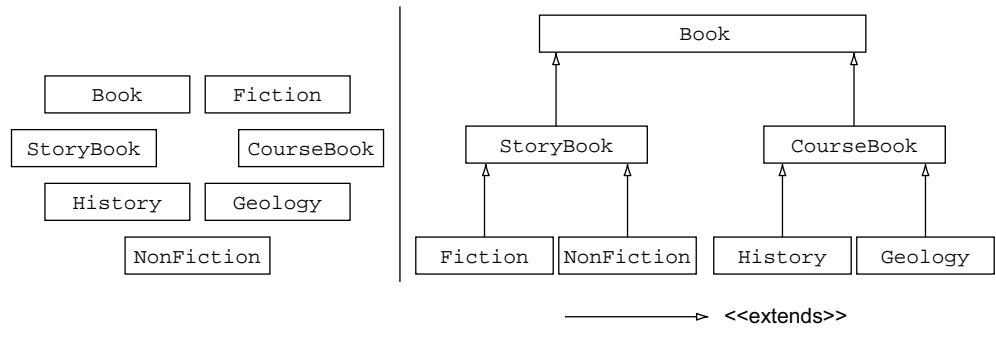 Book
Fiction
StoryBook
CourseBook
History
Geology
NonFiction
Book
StoryBook
CourseBook
Fiction
NonFiction
History
Geology
<<extends>>